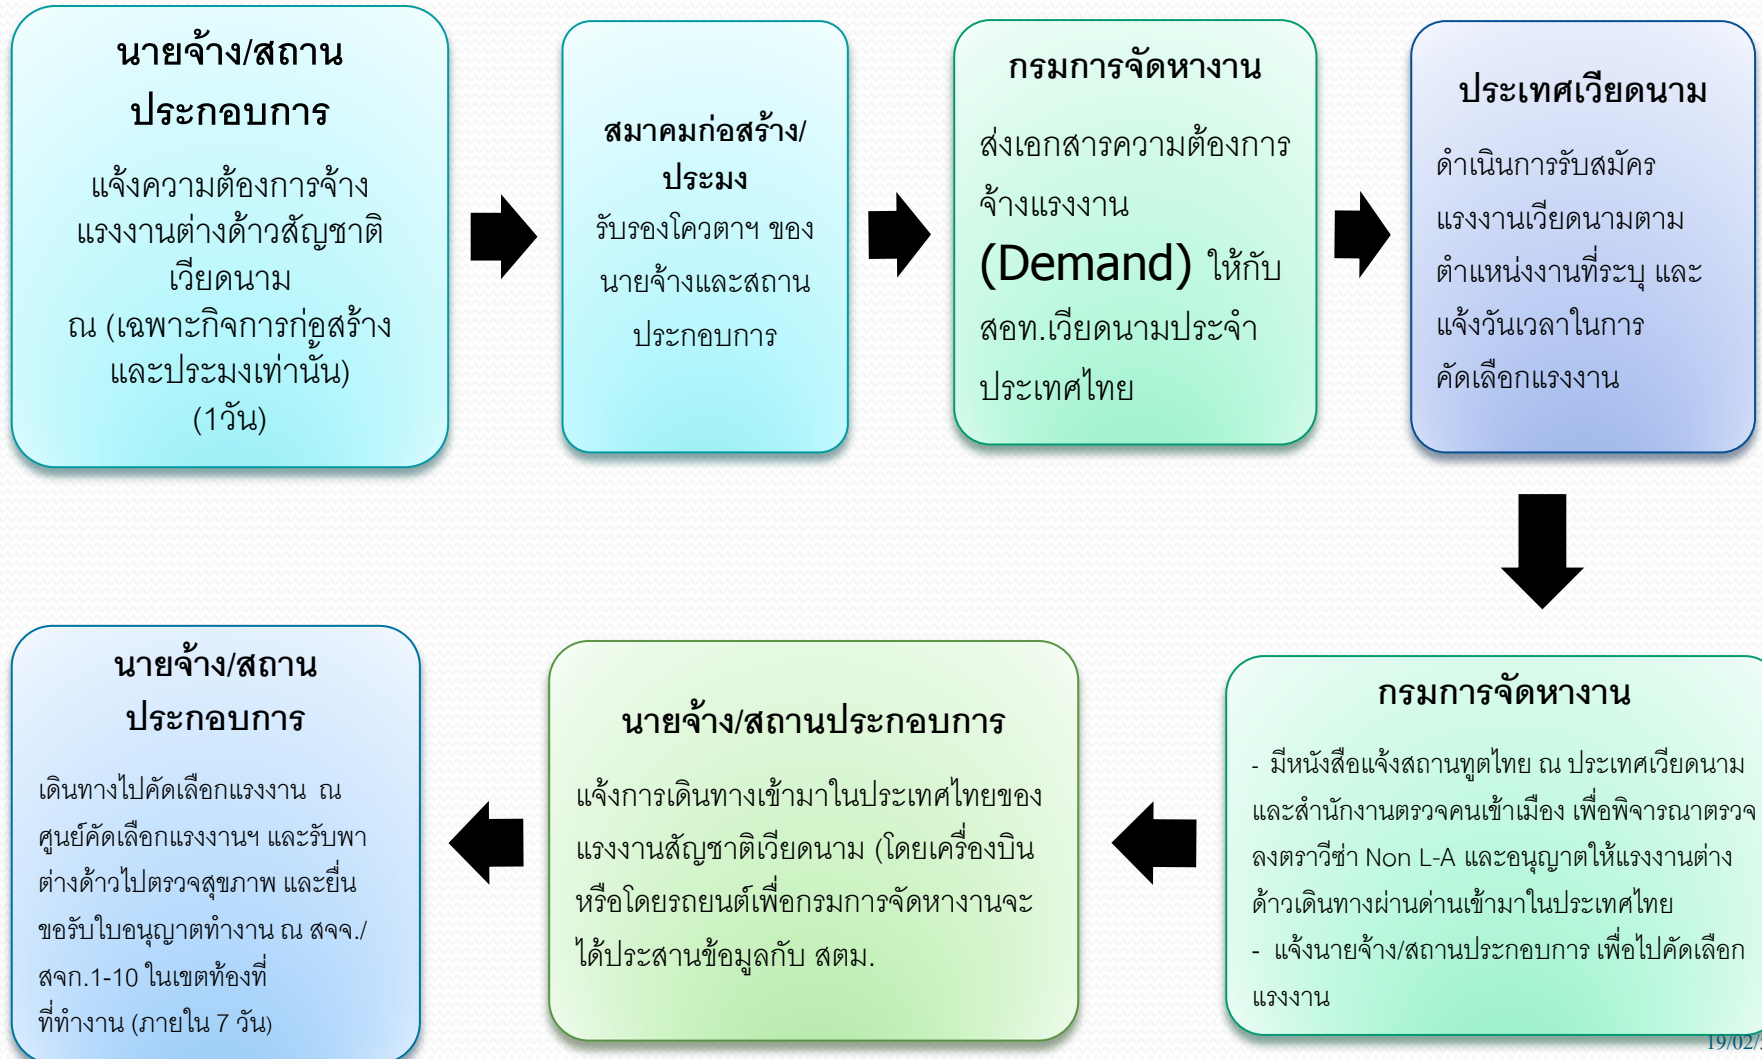 นายจ้าง/สถาน
ประกอบการ
แจ้งความต้องการจ้าง
แรงงานต่างด้าวสัญชาติ
เวียดนาม
ณ (เฉพาะกิจการก่อสร้าง
และประมงเท่านั้น)
(1วัน)
สมาคมก่อสร้าง/
ประมง
รับรองโควตาฯ ของ
นายจ้างและสถาน
ประกอบการ
กรมการจัดหางาน
ส่งเอกสารความต้องการ
จ้างแรงงาน
(Demand) ให้กับ
สอท.เวียดนามประจำ
ประเทศไทย
ประเทศเวียดนาม
ดำเนินการรับสมัคร
แรงงานเวียดนามตาม
ตำแหน่งงานที่ระบุ และ
แจ้งวันเวลาในการ
คัดเลือกแรงงาน
กรมการจัดหางาน
- มีหนังสือแจ้งสถานทูตไทย ณ ประเทศเวียดนาม
และสำนักงานตรวจคนเข้าเมือง เพื่อพิจารณาตรวจ
ลงตราวีซ่า Non L-A และอนุญาตให้แรงงานต่าง
ด้าวเดินทางผ่านด่านเข้ามาในประเทศไทย
- แจ้งนายจ้าง/สถานประกอบการ เพื่อไปคัดเลือก
แรงงาน
นายจ้าง/สถานประกอบการ
แจ้งการเดินทางเข้ามาในประเทศไทยของ
แรงงานสัญชาติเวียดนาม (โดยเครื่องบิน
หรือโดยรถยนต์เพื่อกรมการจัดหางานจะ
ได้ประสานข้อมูลกับ สตม.
นายจ้าง/สถาน
ประกอบการ
เดินทางไปคัดเลือกแรงงาน ณ
ศูนย์คัดเลือกแรงงานฯ และรับพา
ต่างด้าวไปตรวจสุขภาพ และยื่น
ขอรับใบอนุญาตทำงาน ณ สจจ./
สจก.1-10 ในเขตท้องที่
ที่ทำงาน (ภายใน 7 วัน)
19/02/